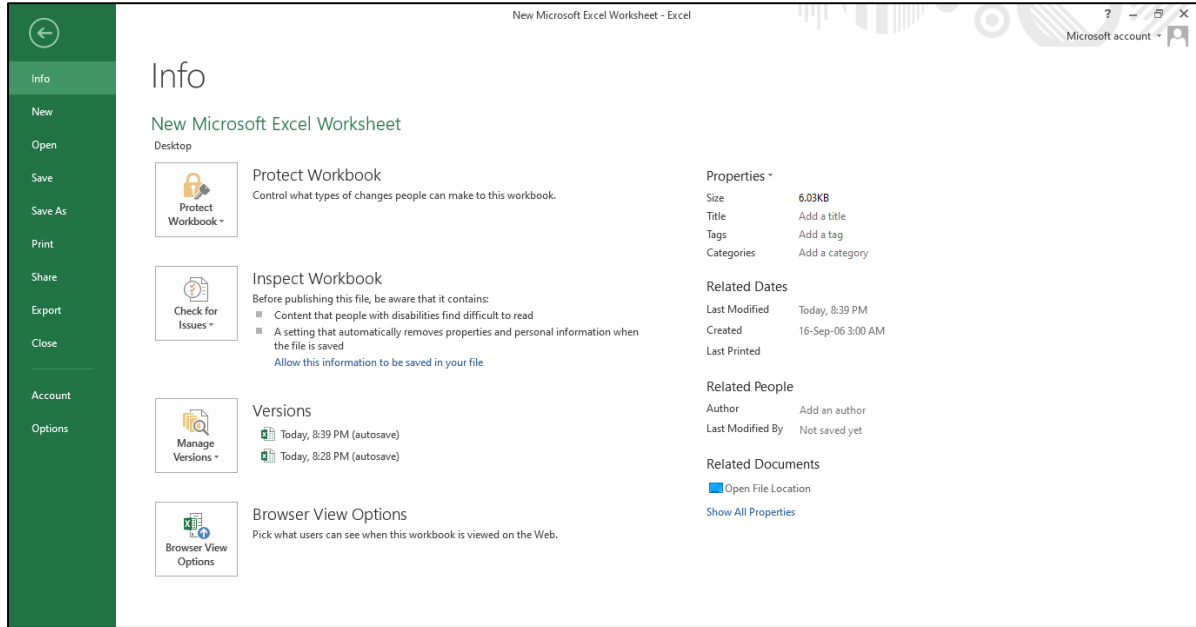 New Microsoft Excel Worksheet - Excel
?
Microsoft account
Info
New
Open
Save
Save As
Print
Share
Export
Close
Account
Options
Info
New Microsoft Excel Worksheet
Desktop
Protect
Workbook
Protect Workbook
Control what types of changes people can make to this workbook.
Check for
Issues
Inspect Workbook
Before publishing this file, be aware that it contains:
Content that people with disabilities find difficult to read
A setting that automatically removes properties and personal information when
the file is saved
Allow this information to be saved in your file
Manage
Versions
Versions
Today, 8:39 PM (autosave)
Today, 8:28 PM (autosave)
Browser View
Options
Browser View Options
Pick what users can see when this workbook is viewed on the Web.
Properties
Size 6.03KB
Title Add a title
Tags Add a tag
Categories Add a category
Related Dates
Last Modified Today, 8:39 PM
Created 16-Sep-06 3:00 AM
Last Printed
Related People
Author Add an author
Last Modified By Not saved yet
Related Documents
Open File Location
Show All Properties